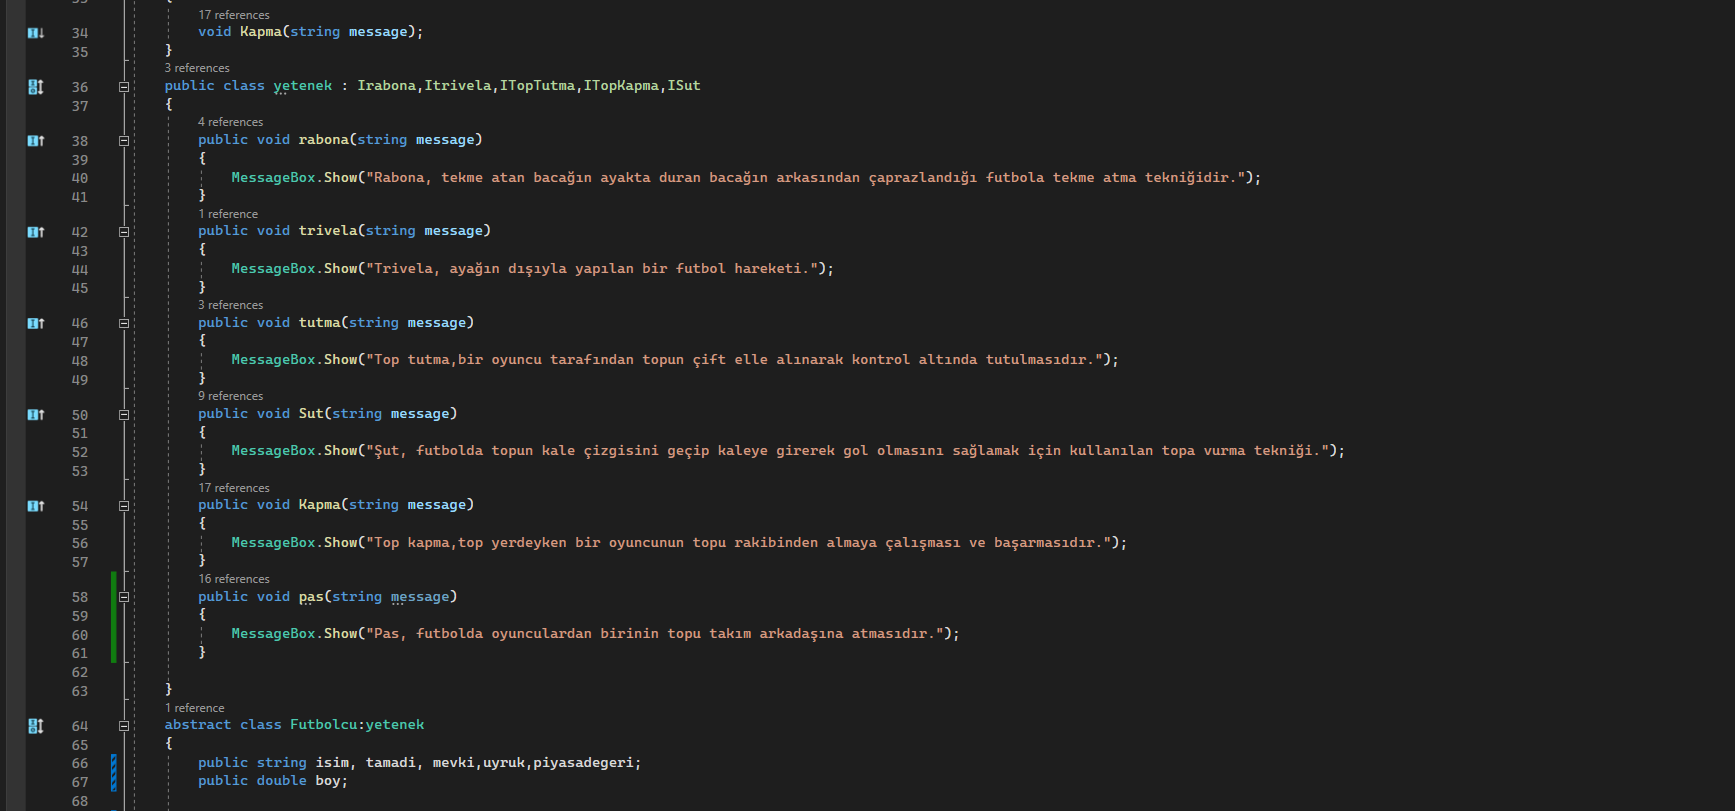 17 references
34 void Kapma(string message);
35 }
3 references
36 public class yetenek : Irabona,Itrivela,ITopTutma,ITopKapma,ISut
37 {
4 references
38 public void rabona(string message)
39 {
40 MessageBox.Show("Rabona, tekme atan bacağın ayakta duran bacağın arkasından çaprazlandığı futbola tekme atma tekniğidir.");
41 }
1 reference
42 public void trivela(string message)
43 {
44 MessageBox.Show("Trivela, ayağın dışıyla yapılan bir futbol hareketi.");
45 }
3 references
46 public void tutma(string message)
47 {
48 MessageBox.Show("Top tutma,bir oyuncu tarafından topun çift elle alınarak kontrol altında tutulmasıdır.");
49 }
9 references
50 public void Sut(string message)
51 {
52 MessageBox.Show("Şut, futbolda topun kale çizgisini geçip kaleye girerek gol olmasını sağlamak için kullanılan topa vurma tekniği.");
53 }
17 references
54 public void Kapma(string message)
55 {
56 MessageBox.Show("Top kapma,top yerdeyken bir oyuncunun topu rakibinden almaya çalışması ve başarmasıdır.");
57 }
16 references
58 public void pas(string message)
59 {
60 MessageBox.Show("Pas, futbolda oyunculardan birinin topu takım arkadaşına atmasıdır.");
61 }
62
63 }
1 reference
64 abstract class Futbolcu:yetenek
65 {
66 public string isim, tamadi, mevki,uyruk,piyasadegeri;
67 public double boy;
68